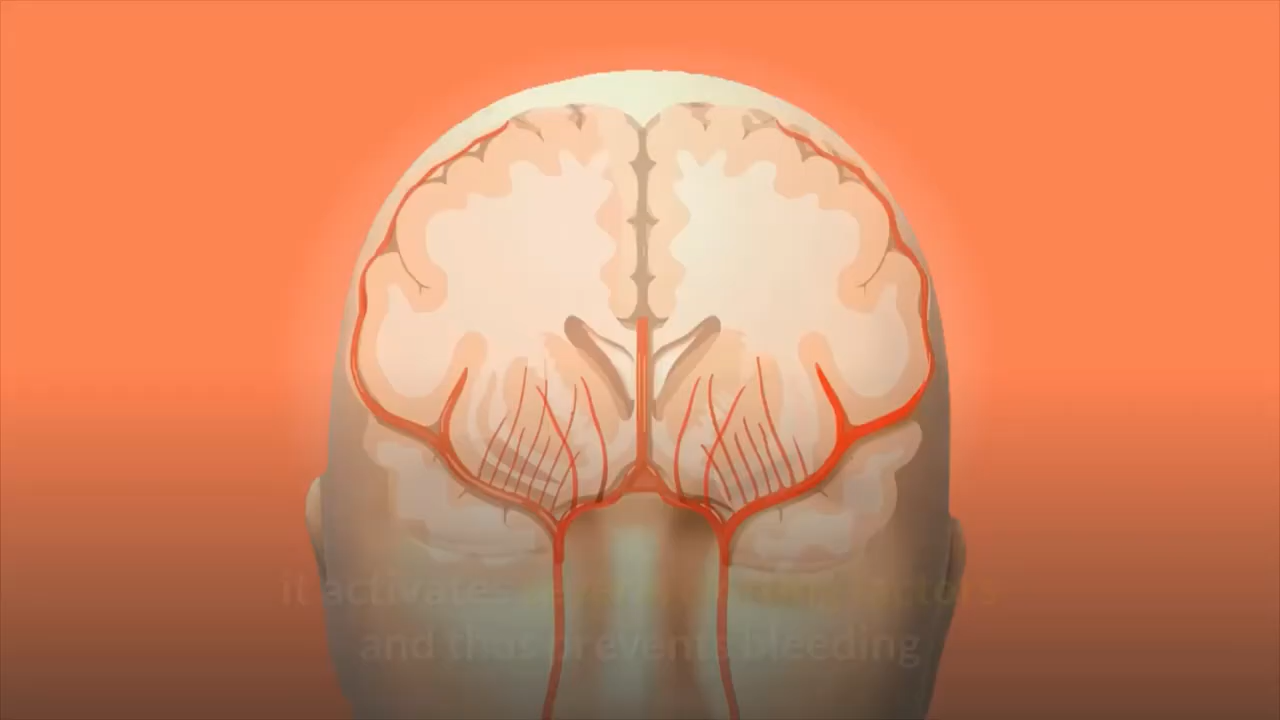 it activates factors
and thus prevents bleeding